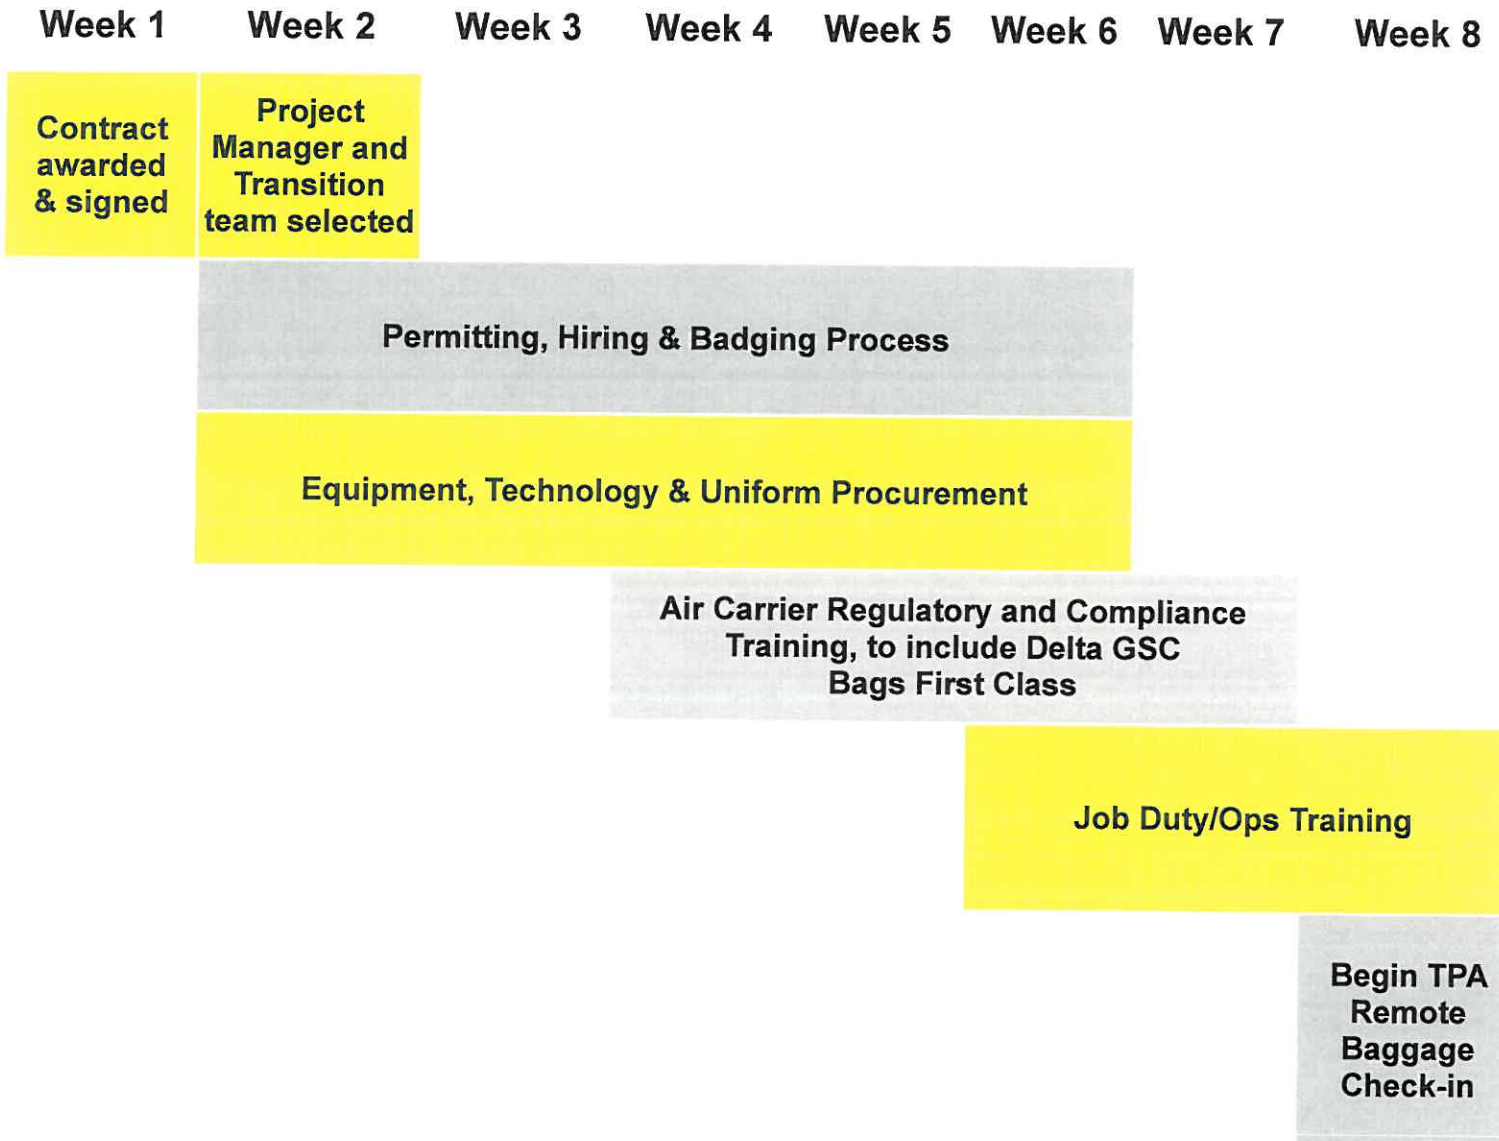 Week 1 Week 2 Week 3 Week 4 Week 5 Week 6 Week 7 Week 8
Contract
awarded
& signed
Project
Manager and
Transition
team selected
Permitting, Hiring & Badging Process
Equipment, Technology & Uniform Procurement
Air Carrier Regulatory and Compliance
Training, to include Delta GSC
Bags First Class
Job Duty/Ops Training
Begin TPA
Remote
Baggage
Check-in